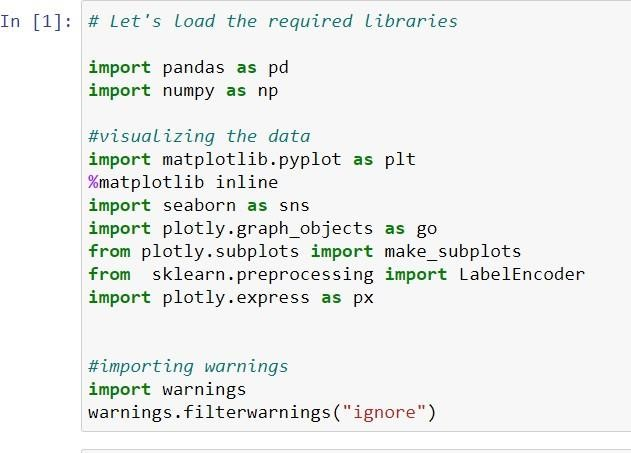 In [1]: # Let's load the required libraries
import pandas as pd
import numpy as np
#visualizing the data
import matplotlib.pyplot as plt
%matplotlib inline
import seaborn as sns
import plotly.graph_objects as go
from plotly.subplots import make_subplots
from  sklearn.preprocessing import LabelEncoder
import plotly.express as px
#importing warnings
import warnings
warnings.filterwarnings("ignore")